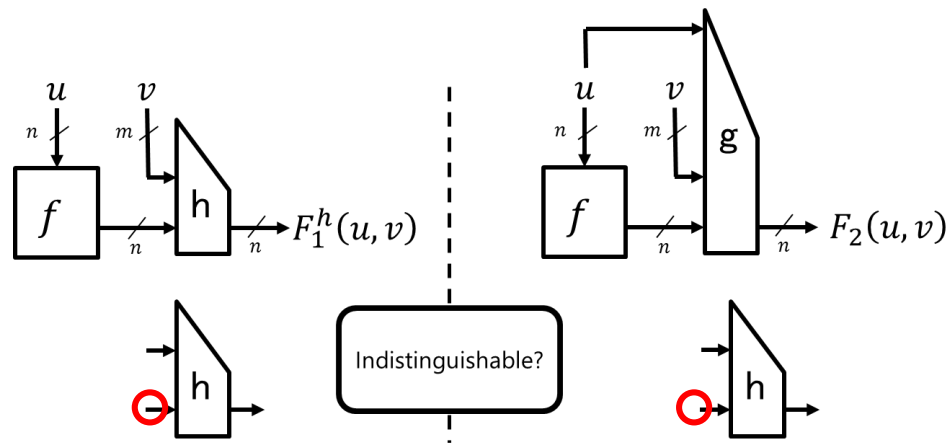 u
v
n
m
f
h
n
n
F_1^h(u, v)
u
v
n
m
f
g
n
n
F_2(u, v)
h
Indistinguishable?
h